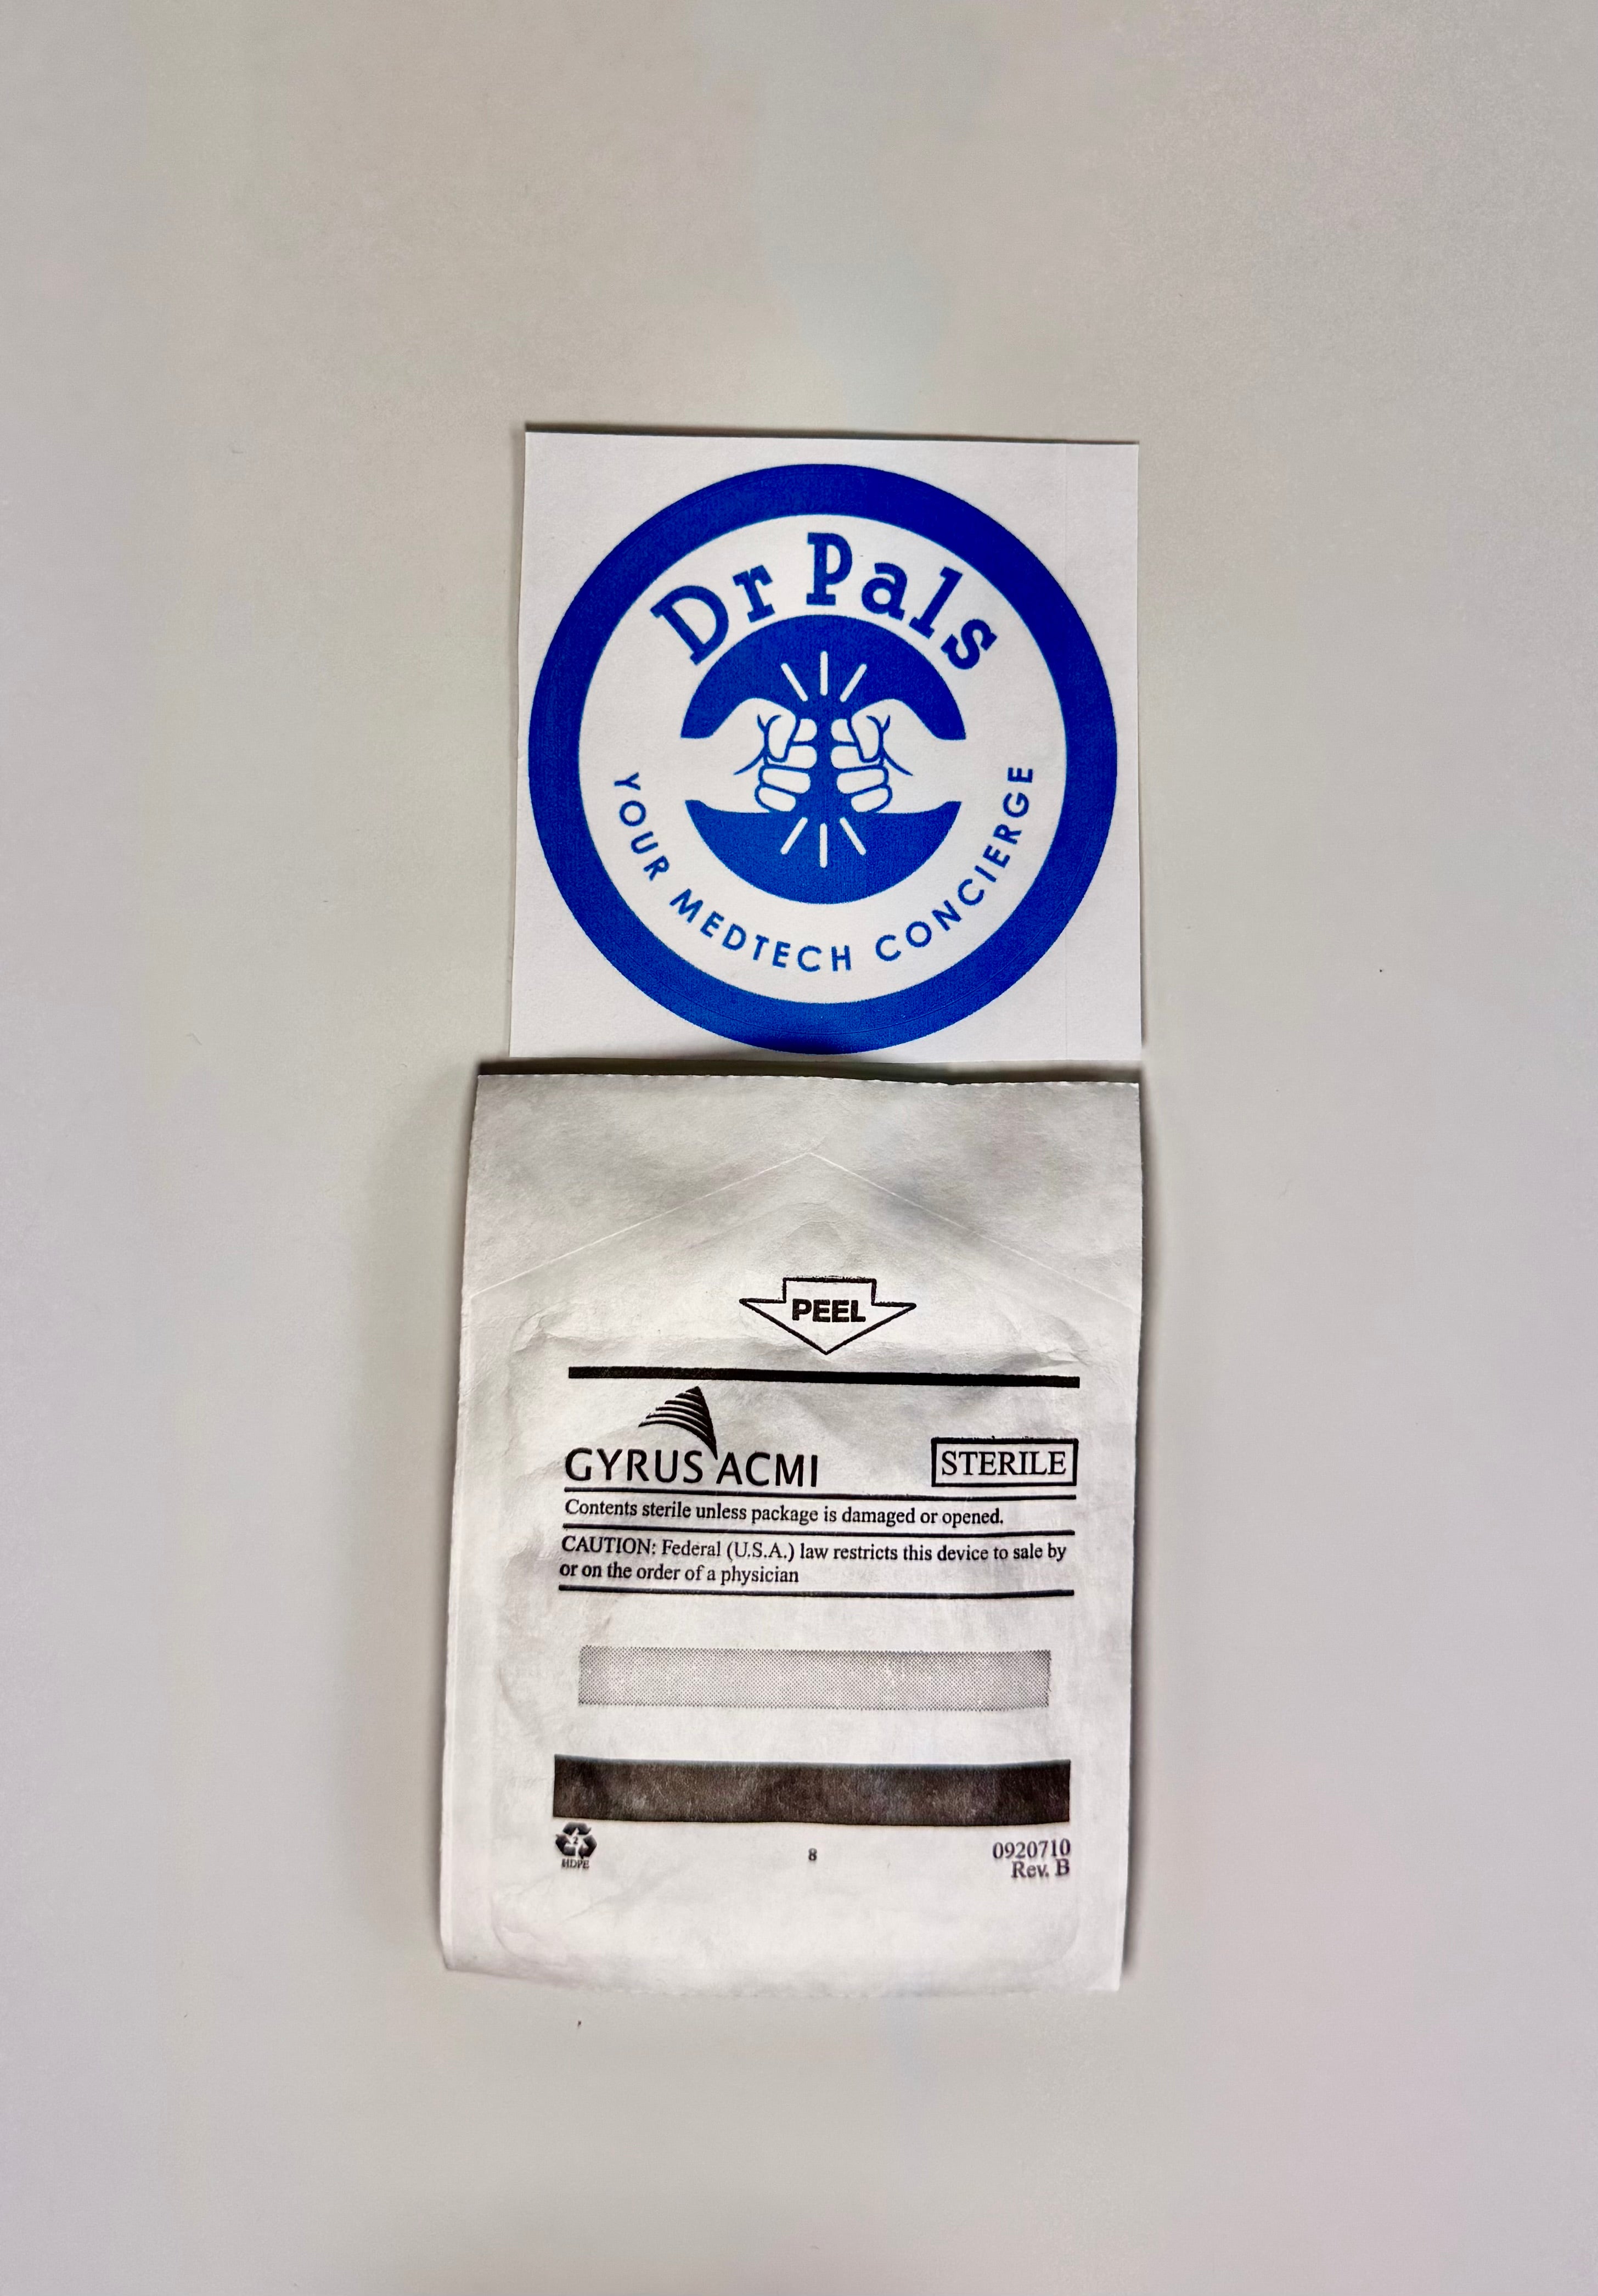 Dr Pals
YOUR MEDTECH CONCIERGE
PEEL
GYRUS ACMI
STERILE
Contents sterile unless package is damaged or opened.
CAUTION: Federal (U.S.A.) law restricts this device to sale by
or on the order of a physician
2
HDPE
8
0920710
Rev. B